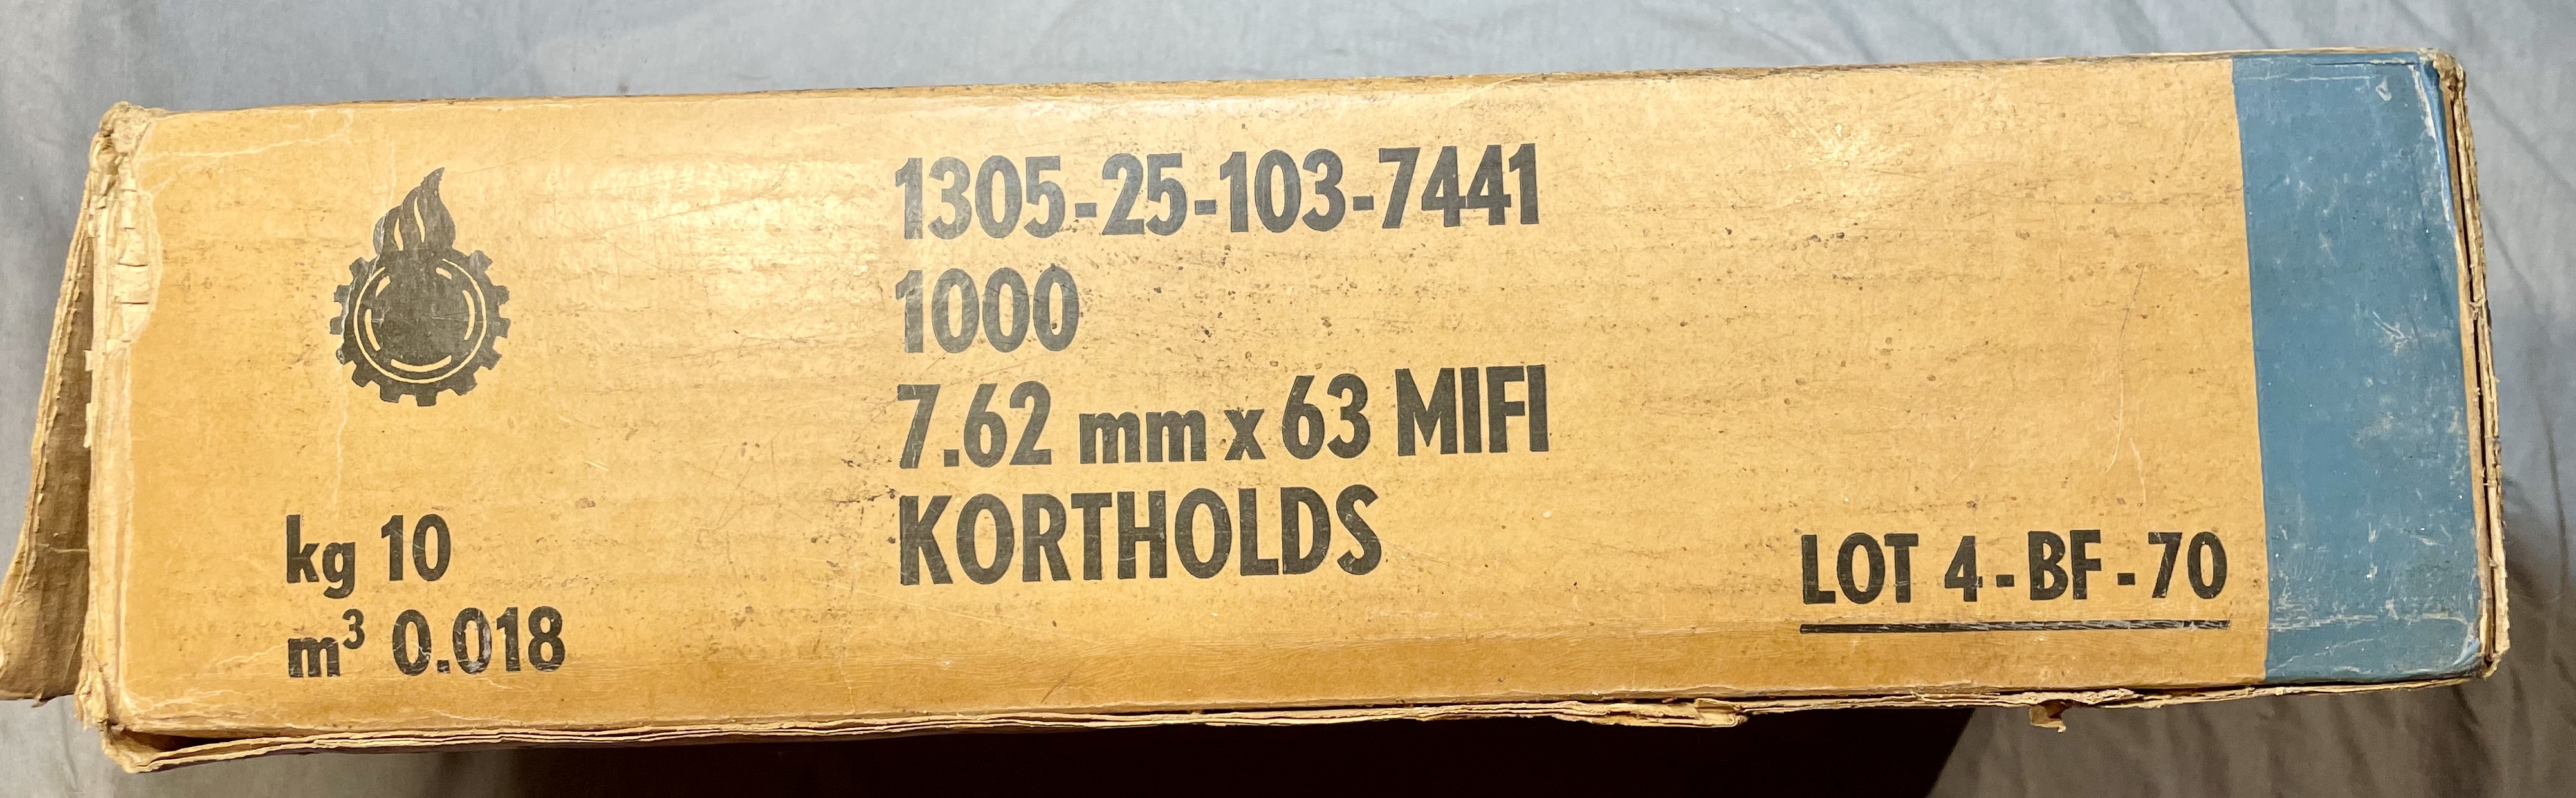 1305-25-103-7441
1000
7.62 mm x 63 MIFI
KORTHOLDS
kg 10
m³ 0.018
LOT 4-BF-70